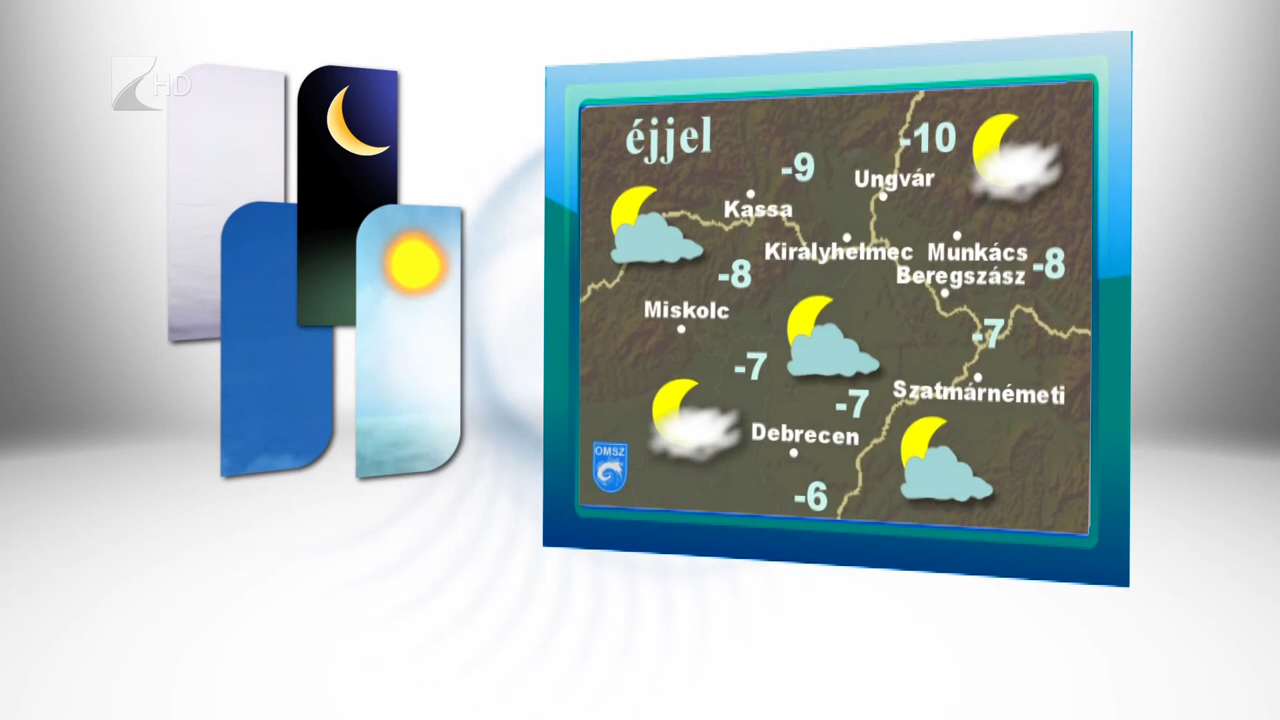 HD
éjjel
-10
-9
Ungvár
Kassa
Királyhelmec
Munkács
-8
Beregszász
-8
Miskolc
-7
-7
Szatmárnémeti
-7
Debrecen
OMSZ
-6